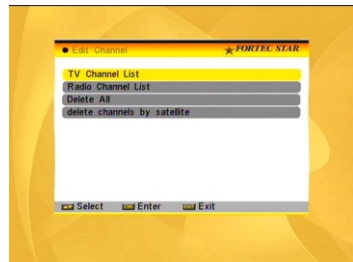 Edit Channel
FORTEC STAR
TV Channel List
Radio Channel List
Delete All
delete channels by satellite
Select Enter Exit